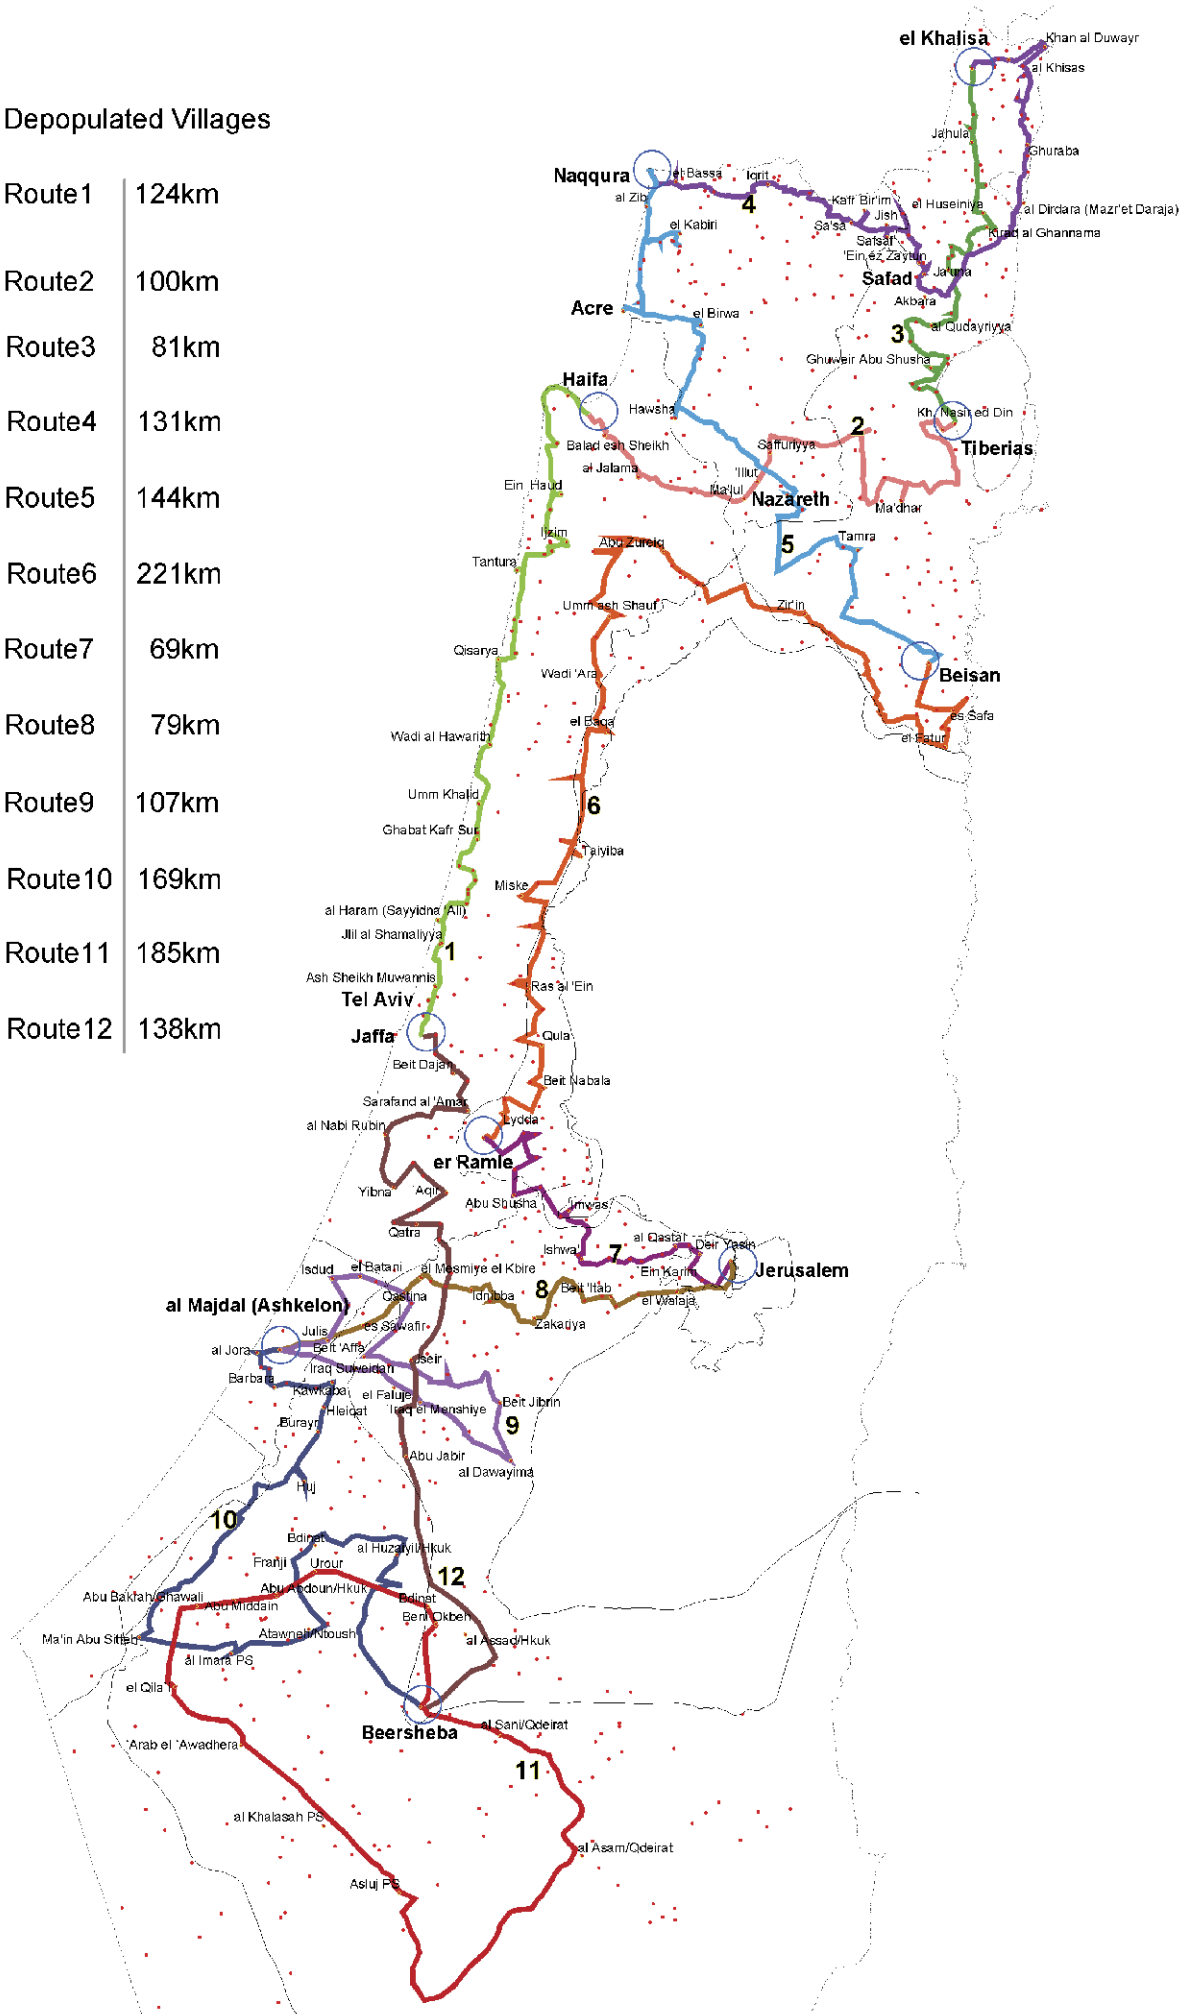 Depopulated Villages
Route1 124km
Route2 100km
Route3 81km
Route4 131km
Route5 144km
Route6 221km
Route7 69km
Route8 79km
Route9 107km
Route10 169km
Route11 185km
Route12 138km
el Khalisa
Khan al Duwayr
al Khisas
Jahula
Ghuraba
Naqqura
el Bassa
Iqrit
al Zib
4
Kafr Bir'im
el Huseiniya
al Dirdara (Mazr'et Daraja)
Jish
Sa'sa
el Kabiri
Kirad al Ghannama
Safsaf
'Ein ez Zaytun
Safad
Ja'una
Akbara
Acre
el Birwa
al Qudayriyya
3
Ghuweir Abu Shusha
Haifa
Hawsha
Kh. Nasir ed Din
2
Balad esh Sheikh
Saffuriyya
Tiberias
al Jalama
'Illut
Ein Haud
Ma'lul
Nazareth
Ma'dhar
Ijzim
Abu Zureiq
5
Tamra
Tantura
Umm ash Shauf
Zir'in
Qisarya
Wadi 'Ara
Beisan
es Safa
el Baqa
Wadi al Hawarith
el Fatur
Umm Khalid
6
Ghabat Kafr Sur
Taiyiba
Miske
al Haram (Sayyidna 'Ali)
Jlil al Shamaliyya
1
Ash Sheikh Muwannis
Ras al 'Ein
Tel Aviv
Jaffa
Qula
Beit Dajan
Beit Nabala
Sarafand al 'Amar
Lydda
al Nabi Rubin
er Ramle
Yibna
Aqir
Abu Shusha
Imwas
Qatra
al Qastal
Deir Yasin
Ishwa'
7
Isdud
el Batani
al Mesmiye el Kbire
'Ein Karim
Jerusalem
8
Beit 'Itab
Qastina
Idnibba
el Walaja
al Majdal (Ashkelon)
Zakariya
Julis
es Sawafir
al Jora
Beit 'Affa
Jseir
Iraq Suweidan
Barbara
Kawkaba
el Faluje
Beit Jibrin
Hleiqat
'Iraq el Menshiye
Burayr
9
Abu Jabir
al Dawayima
Huj
10
Bdinat
al Huzaiyil/Hkuk
Franji
Urour
12
Abu Bakrah/Ghawali
Abu Abdoun/Hkuk
Bdinat
Abu Middain
Beni Okbeh
Ma'in Abu Sitteh
Atawneh/Ntoush
al Assad/Hkuk
al Imara PS
el Qila'i
Beersheba
al Sani/Qdeirat
'Arab el 'Awadhera
11
al Khalasah PS
al Asam/Qdeirat
Asluj PS